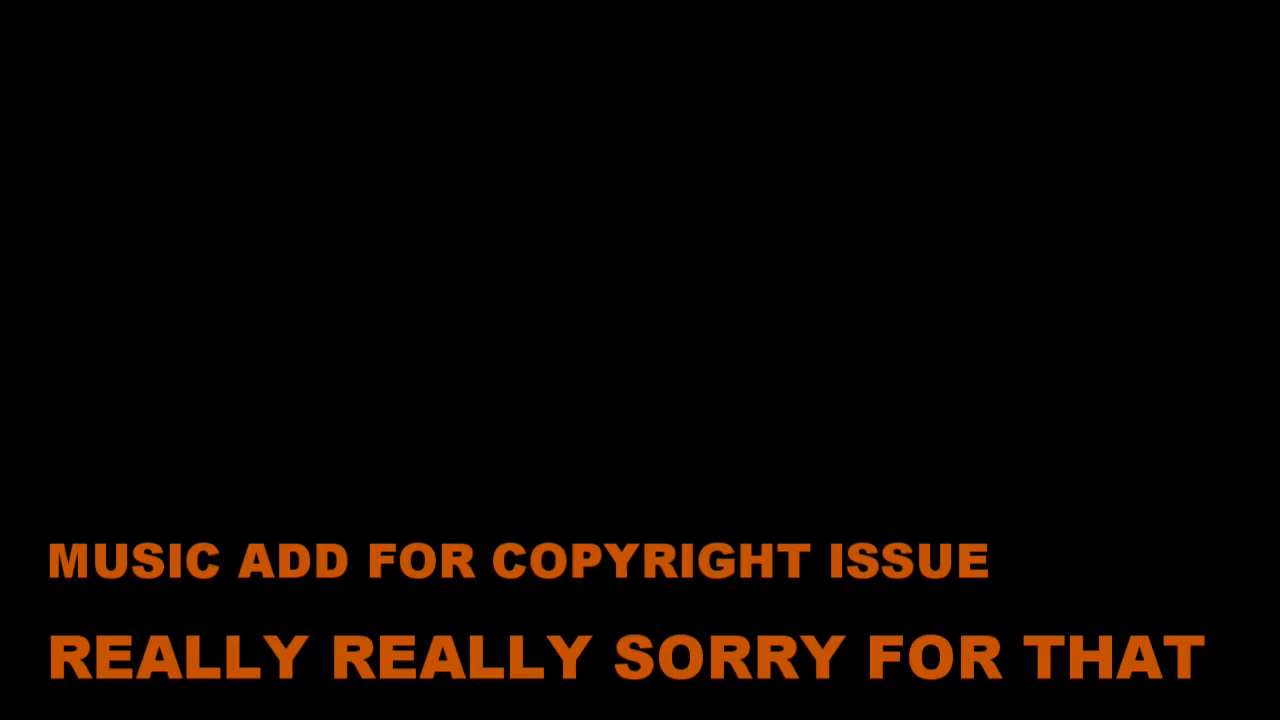 MUSIC ADD FOR COPYRIGHT ISSUE
REALLY REALLY SORRY FOR THAT